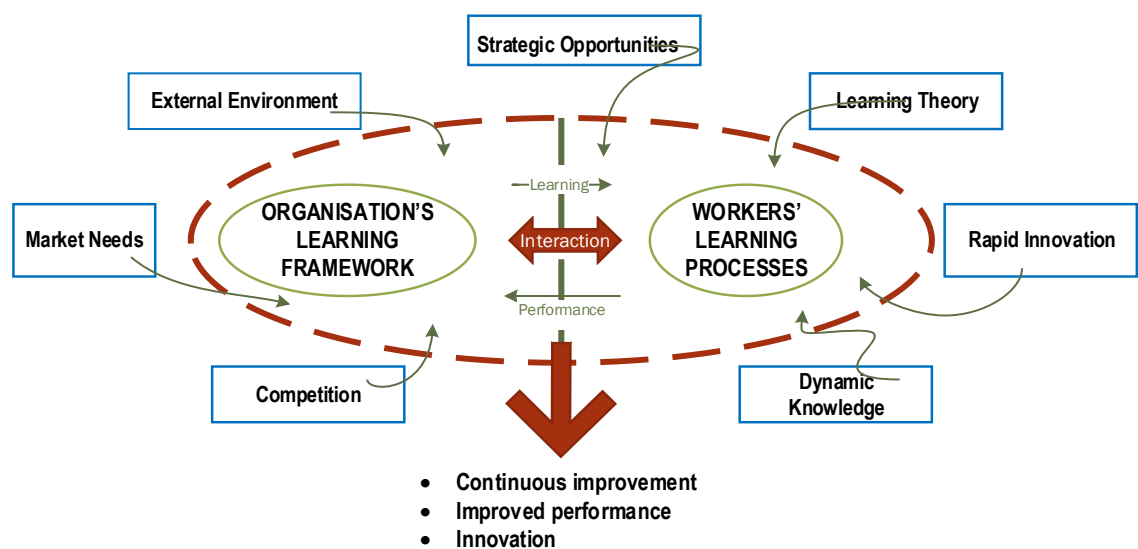 Strategic Opportunities
External Environment
Learning Theory
Learning
ORGANISATION'S
LEARNING
FRAMEWORK
WORKERS'
LEARNING
PROCESSES
Market Needs
Interaction
Rapid Innovation
Performance
Competition
Dynamic
Knowledge
• Continuous improvement
• Improved performance
• Innovation